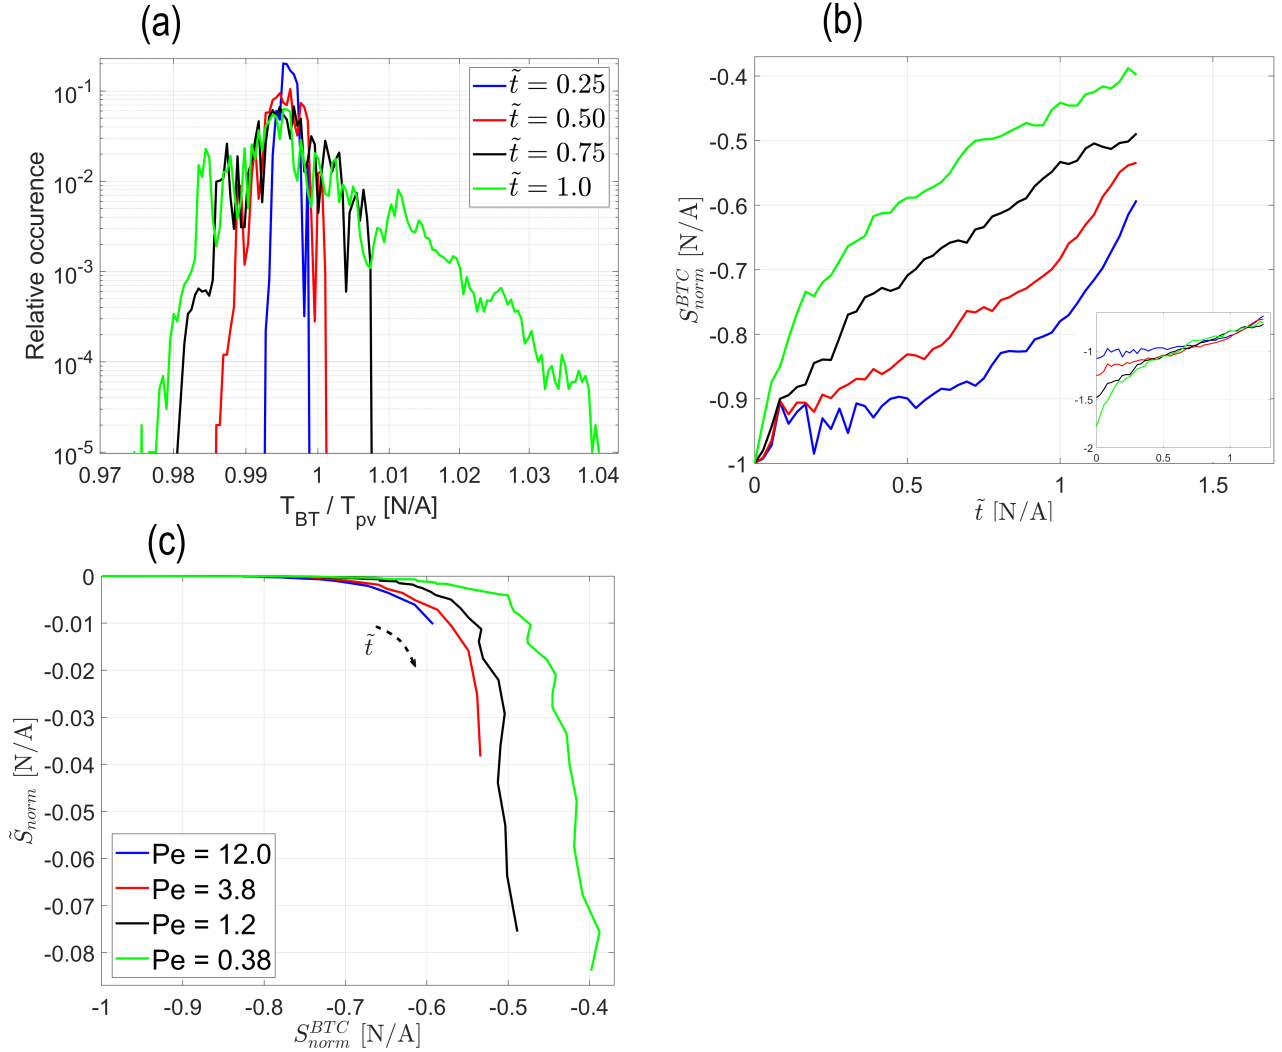 (a)
Relative occurence
10^-1
10^-2
10^-3
10^-4
10^-5
t̃ = 0.25
t̃ = 0.50
t̃ = 0.75
t̃ = 1.0
0.97 0.98 0.99 1 1.01 1.02 1.03 1.04
T_BT / T_pv [N/A]
(b)
S_norm^BTC [N/A]
-0.4
-0.5
-0.6
-0.7
-0.8
-0.9
-1
-1
-1.5
-2
0 0.5 1
0 0.5 1 1.5
t̃ [N/A]
(c)
S̃_norm [N/A]
0
-0.01
-0.02
-0.03
-0.04
-0.05
-0.06
-0.07
-0.08
t̃
Pe = 12.0
Pe = 3.8
Pe = 1.2
Pe = 0.38
-1 -0.9 -0.8 -0.7 -0.6 -0.5 -0.4
S_norm^BTC [N/A]